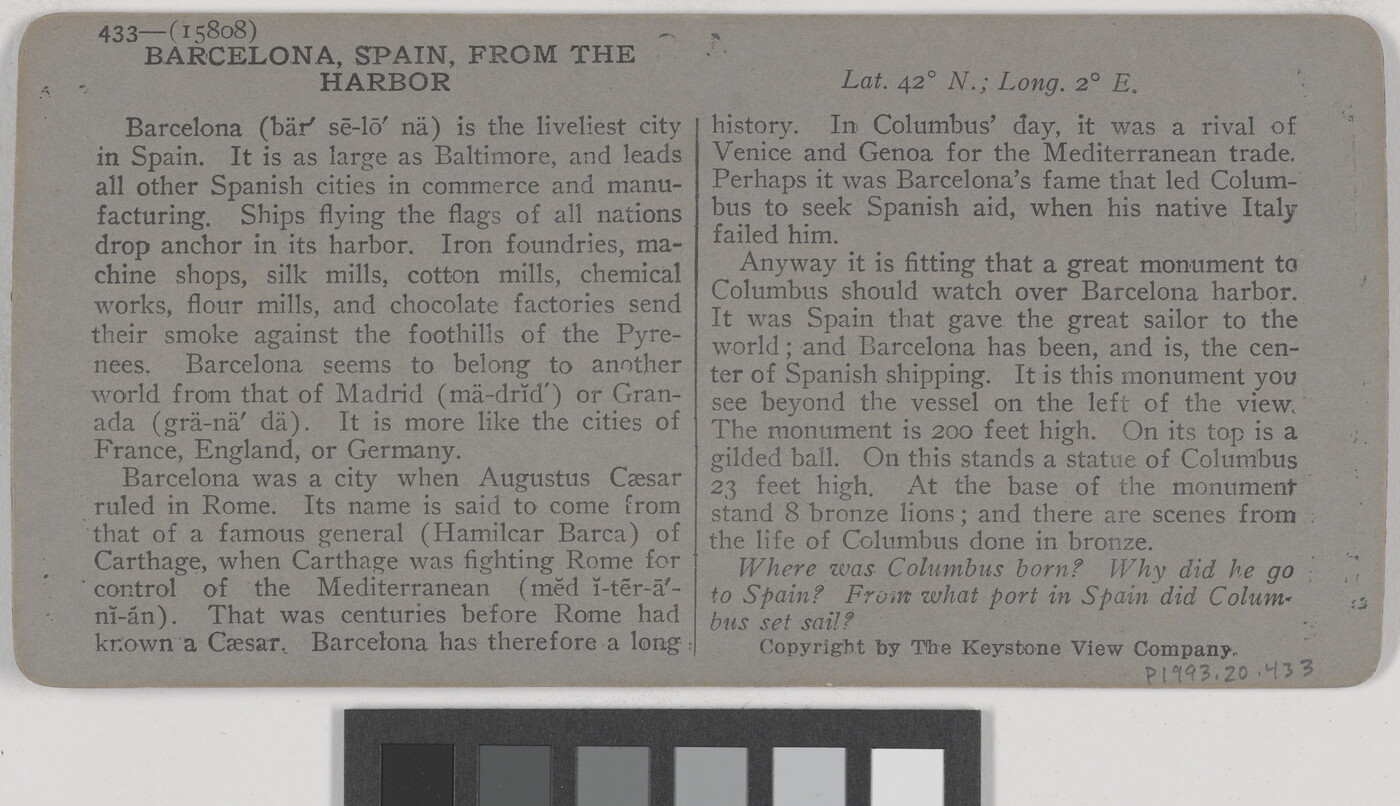 433—(15808)
BARCELONA, SPAIN, FROM THE
HARBOR
Barcelona (bär′ sē-lō′ nä) is the liveliest city
in Spain. It is as large as Baltimore, and leads
all other Spanish cities in commerce and manu-
facturing. Ships flying the flags of all nations
drop anchor in its harbor. Iron foundries, ma-
chine shops, silk mills, cotton mills, chemical
works, flour mills, and chocolate factories send
their smoke against the foothills of the Pyre-
nees. Barcelona seems to belong to another
world from that of Madrid (mä-drĭd′) or Gran-
ada (grä-nä′ dä). It is more like the cities of
France, England, or Germany.
Barcelona was a city when Augustus Cæsar
ruled in Rome. Its name is said to come from
that of a famous general (Hamilcar Barca) of
Carthage, when Carthage was fighting Rome for
control of the Mediterranean (mĕd ĭ-tĕr-ā′-
nĭ-án). That was centuries before Rome had
known a Cæsar. Barcelona has therefore a long
Lat. 42° N.; Long. 2° E.
history. In Columbus' day, it was a rival of
Venice and Genoa for the Mediterranean trade.
Perhaps it was Barcelona's fame that led Colum-
bus to seek Spanish aid, when his native Italy
failed him.
Anyway it is fitting that a great monument to
Columbus should watch over Barcelona harbor.
It was Spain that gave the great sailor to the
world; and Barcelona has been, and is, the cen-
ter of Spanish shipping. It is this monument you
see beyond the vessel on the left of the view.
The monument is 200 feet high. On its top is a
gilded ball. On this stands a statue of Columbus
23 feet high. At the base of the monument
stand 8 bronze lions; and there are scenes from
the life of Columbus done in bronze.
Where was Columbus born? Why did he go
to Spain? From what port in Spain did Colum-
bus set sail?
Copyright by The Keystone View Company.
P1993.20.433